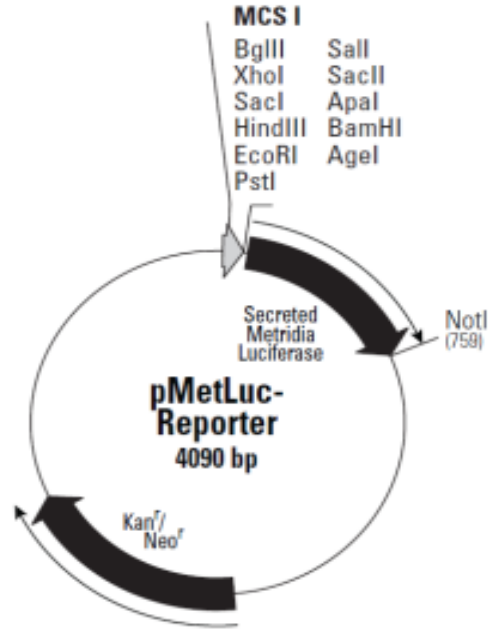 MCS I
BglII SalI
XhoI SacII
SacI ApaI
HindIII BamHI
EcoRI AgeI
PstI
Secreted
Metridia
Luciferase
NotI
(759)
pMetLuc-
Reporter
4090 bp
Kanʳ/
Neoʳ